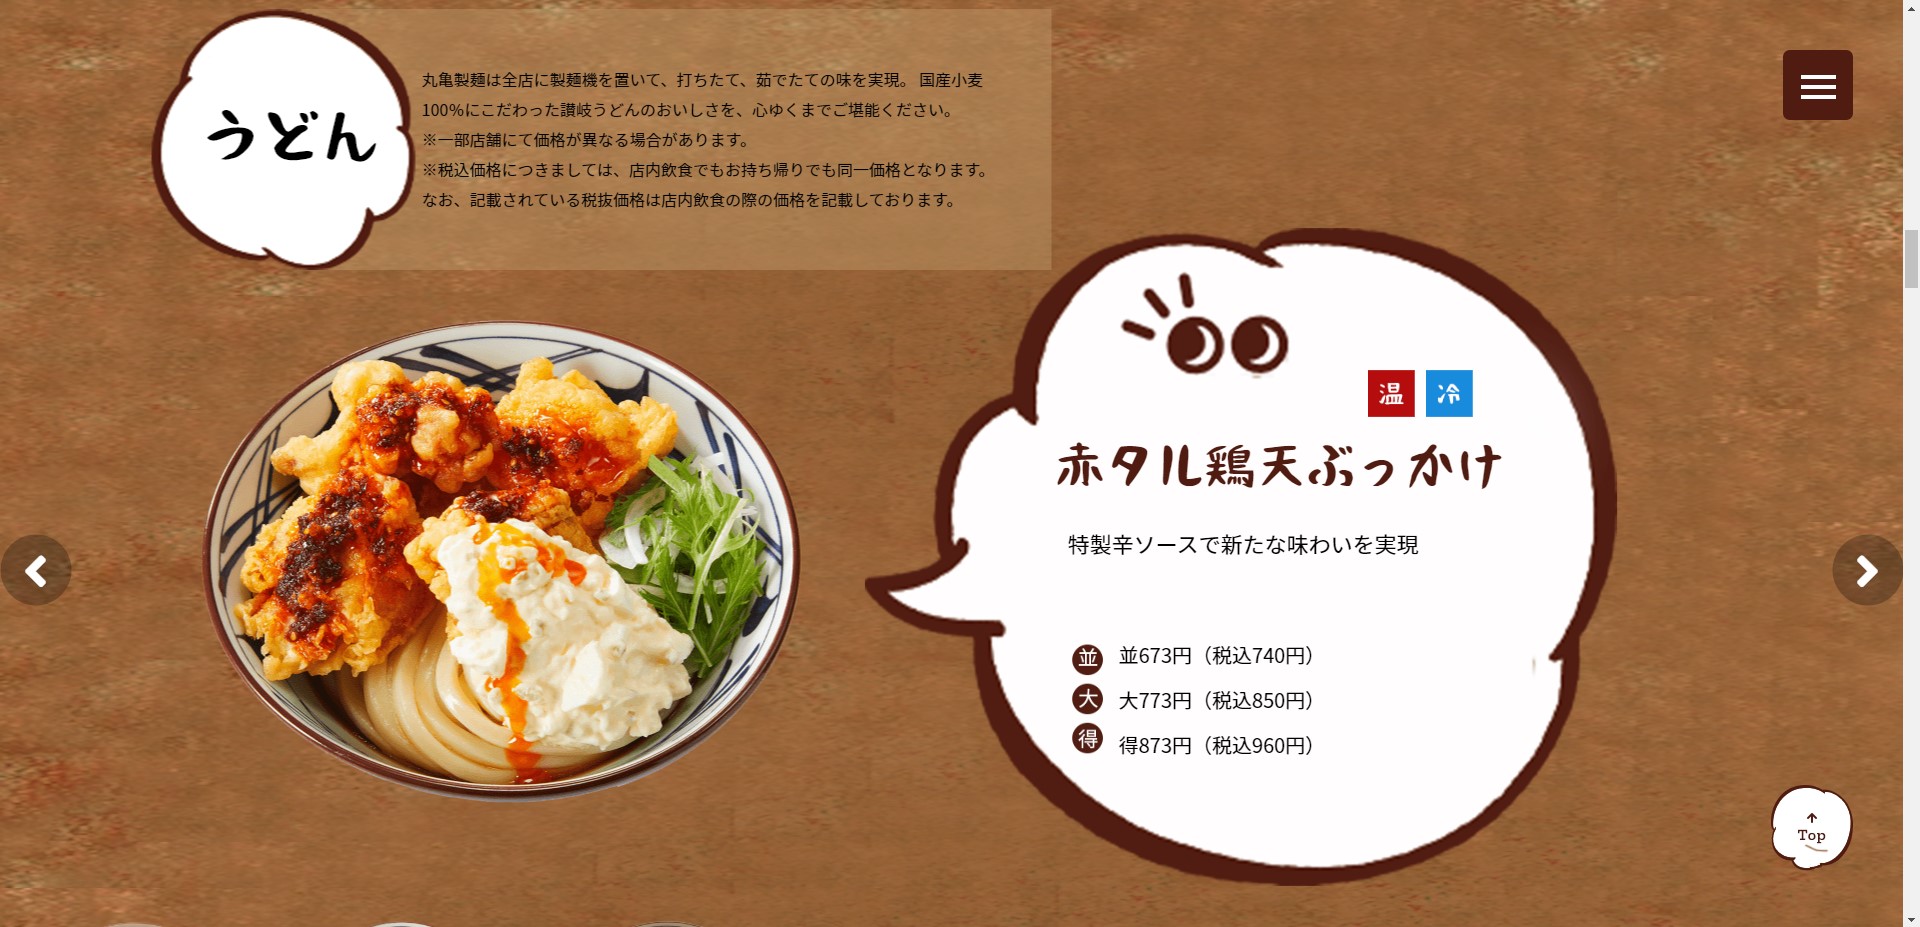 うどん
丸亀製麺は全店に製麺機を置いて、打ちたて、茹でたての味を実現。 国産小麦
100%にこだわった讃岐うどんのおいしさを、心ゆくまでご堪能ください。
※一部店舗にて価格が異なる場合があります。
※税込価格につきましては、店内飲食でもお持ち帰りでも同一価格となります。
なお、記載されている税抜価格は店内飲食の際の価格を記載しております。
温 冷
赤タル鶏天ぶっかけ
特製辛ソースで新たな味わいを実現
並 並673円（税込740円）
大 大773円（税込850円）
得 得873円（税込960円）
Top